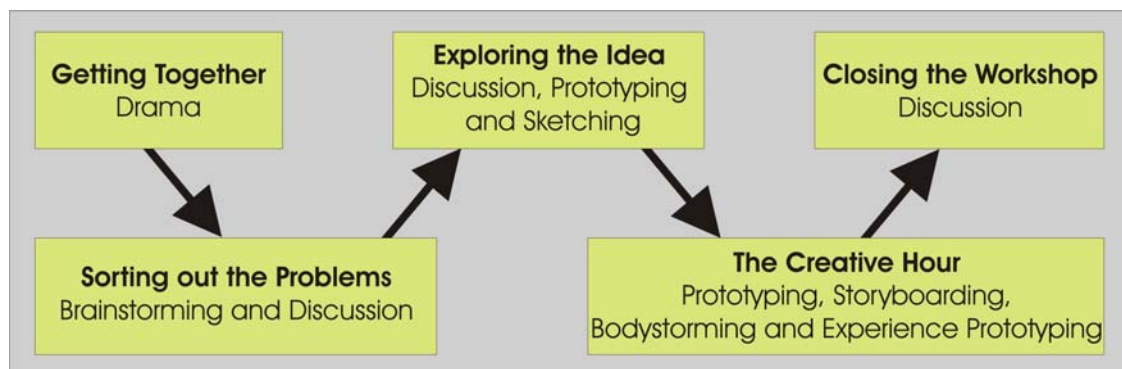 Getting Together
Drama
Sorting out the Problems
Brainstorming and Discussion
Exploring the Idea
Discussion, Prototyping
and Sketching
The Creative Hour
Prototyping, Storyboarding,
Bodystorming and Experience Prototyping
Closing the Workshop
Discussion